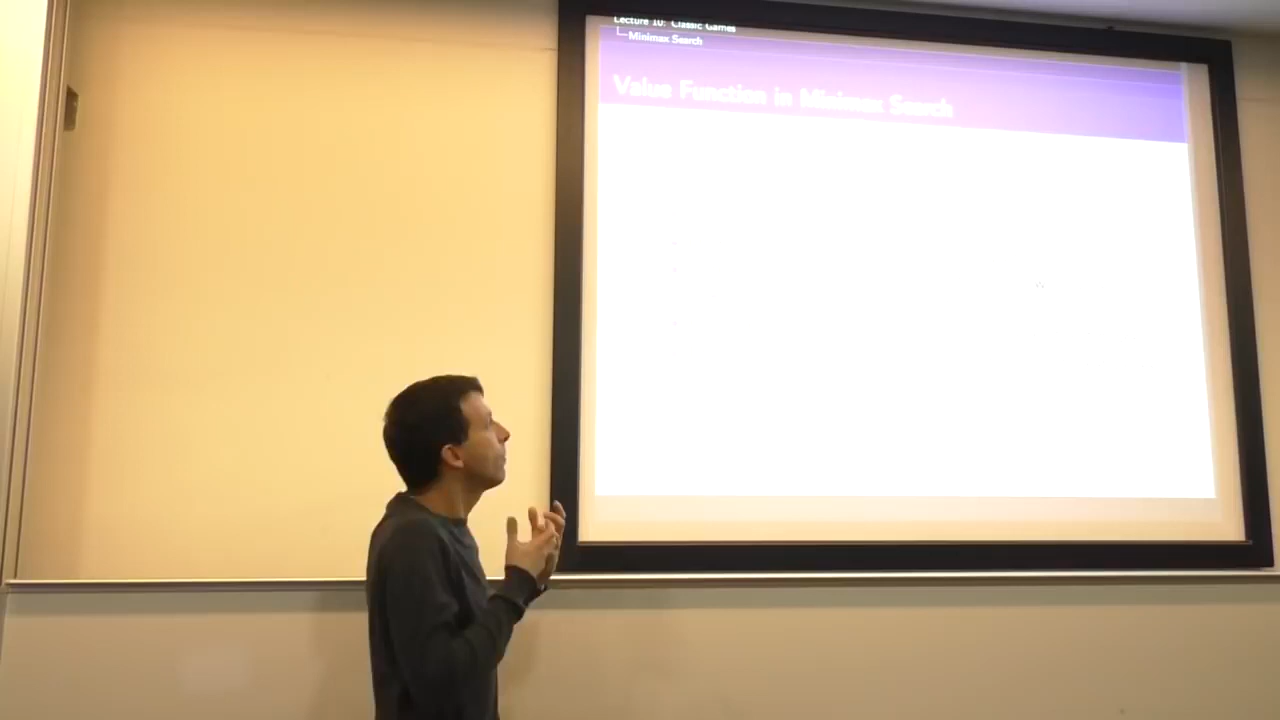 Lecture 10: Classic Games
Minimax Search
Value Function in Minimax Search